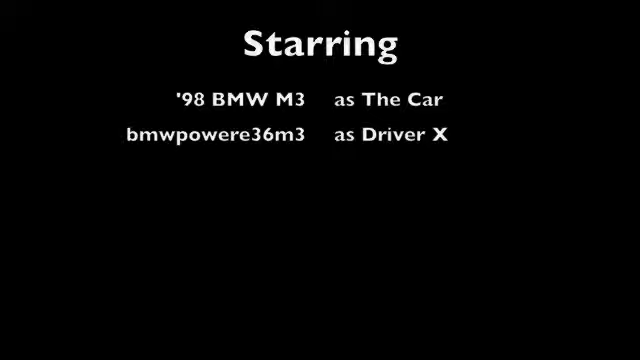 Starring
'98 BMW M3 as The Car
bmwpowere36m3 as Driver X